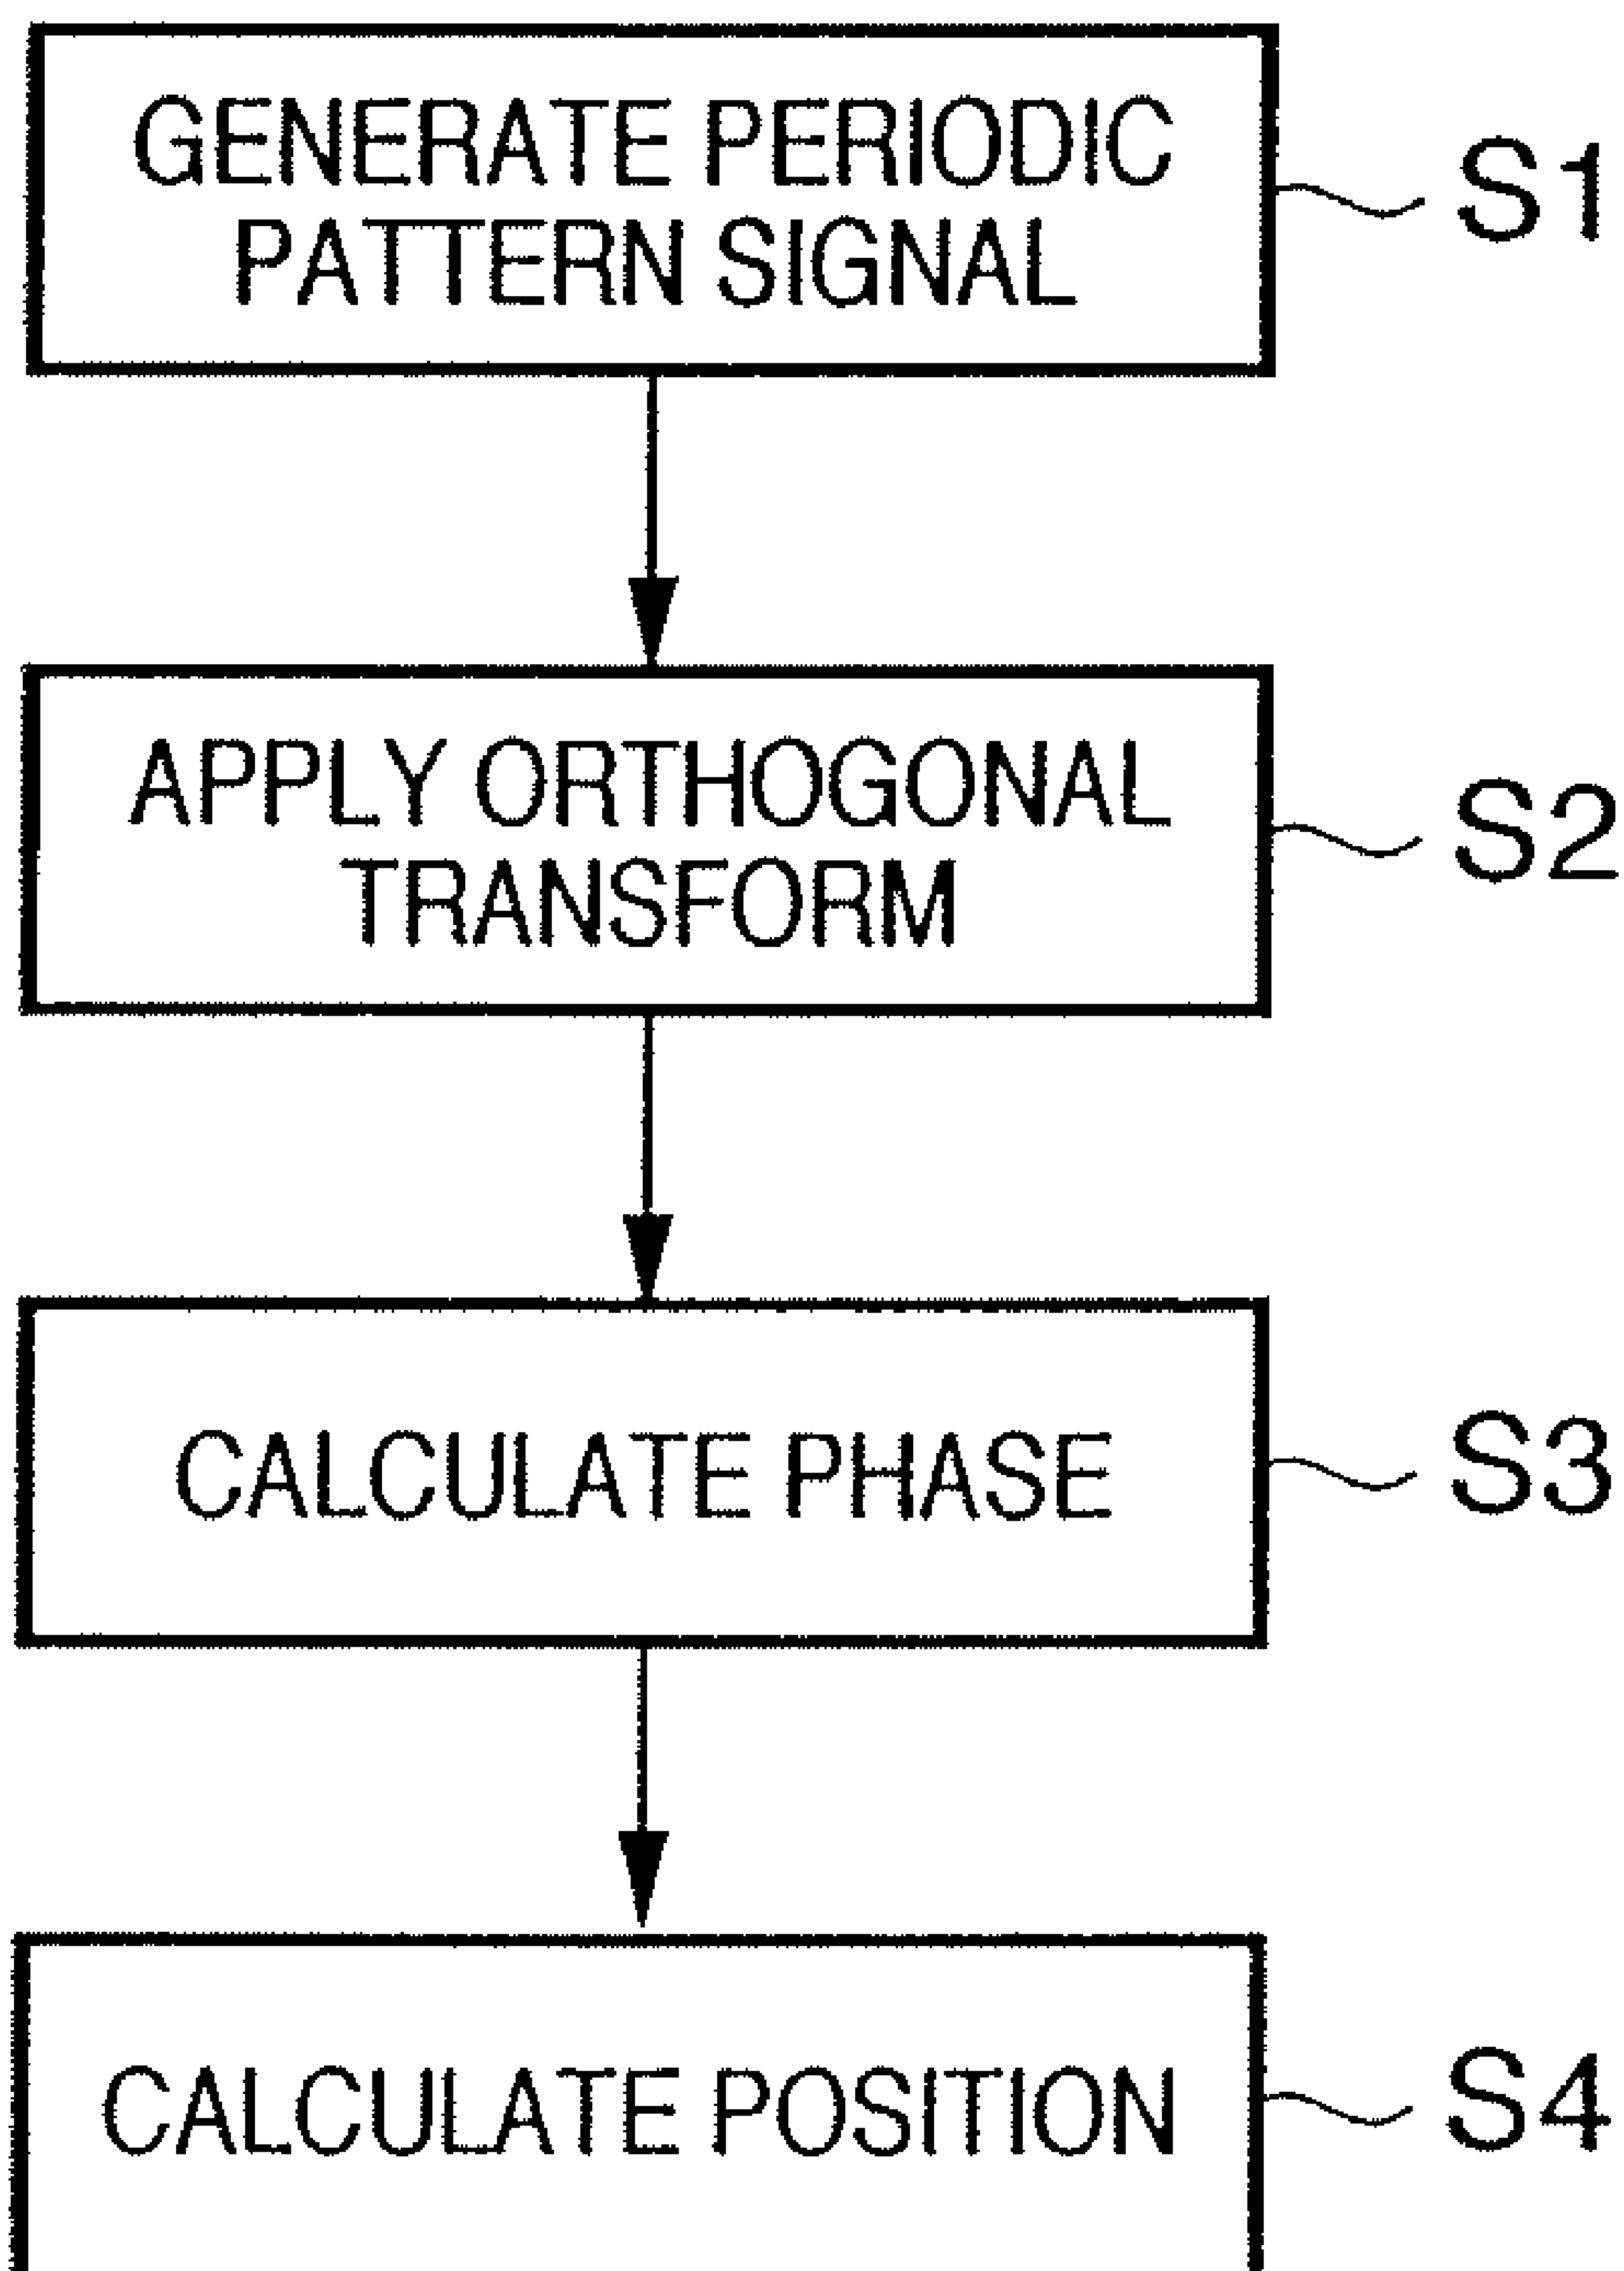 GENERATE PERIODIC
PATTERN SIGNAL
S1
APPLY ORTHOGONAL
TRANSFORM
S2
CALCULATE PHASE
S3
CALCULATE POSITION
S4